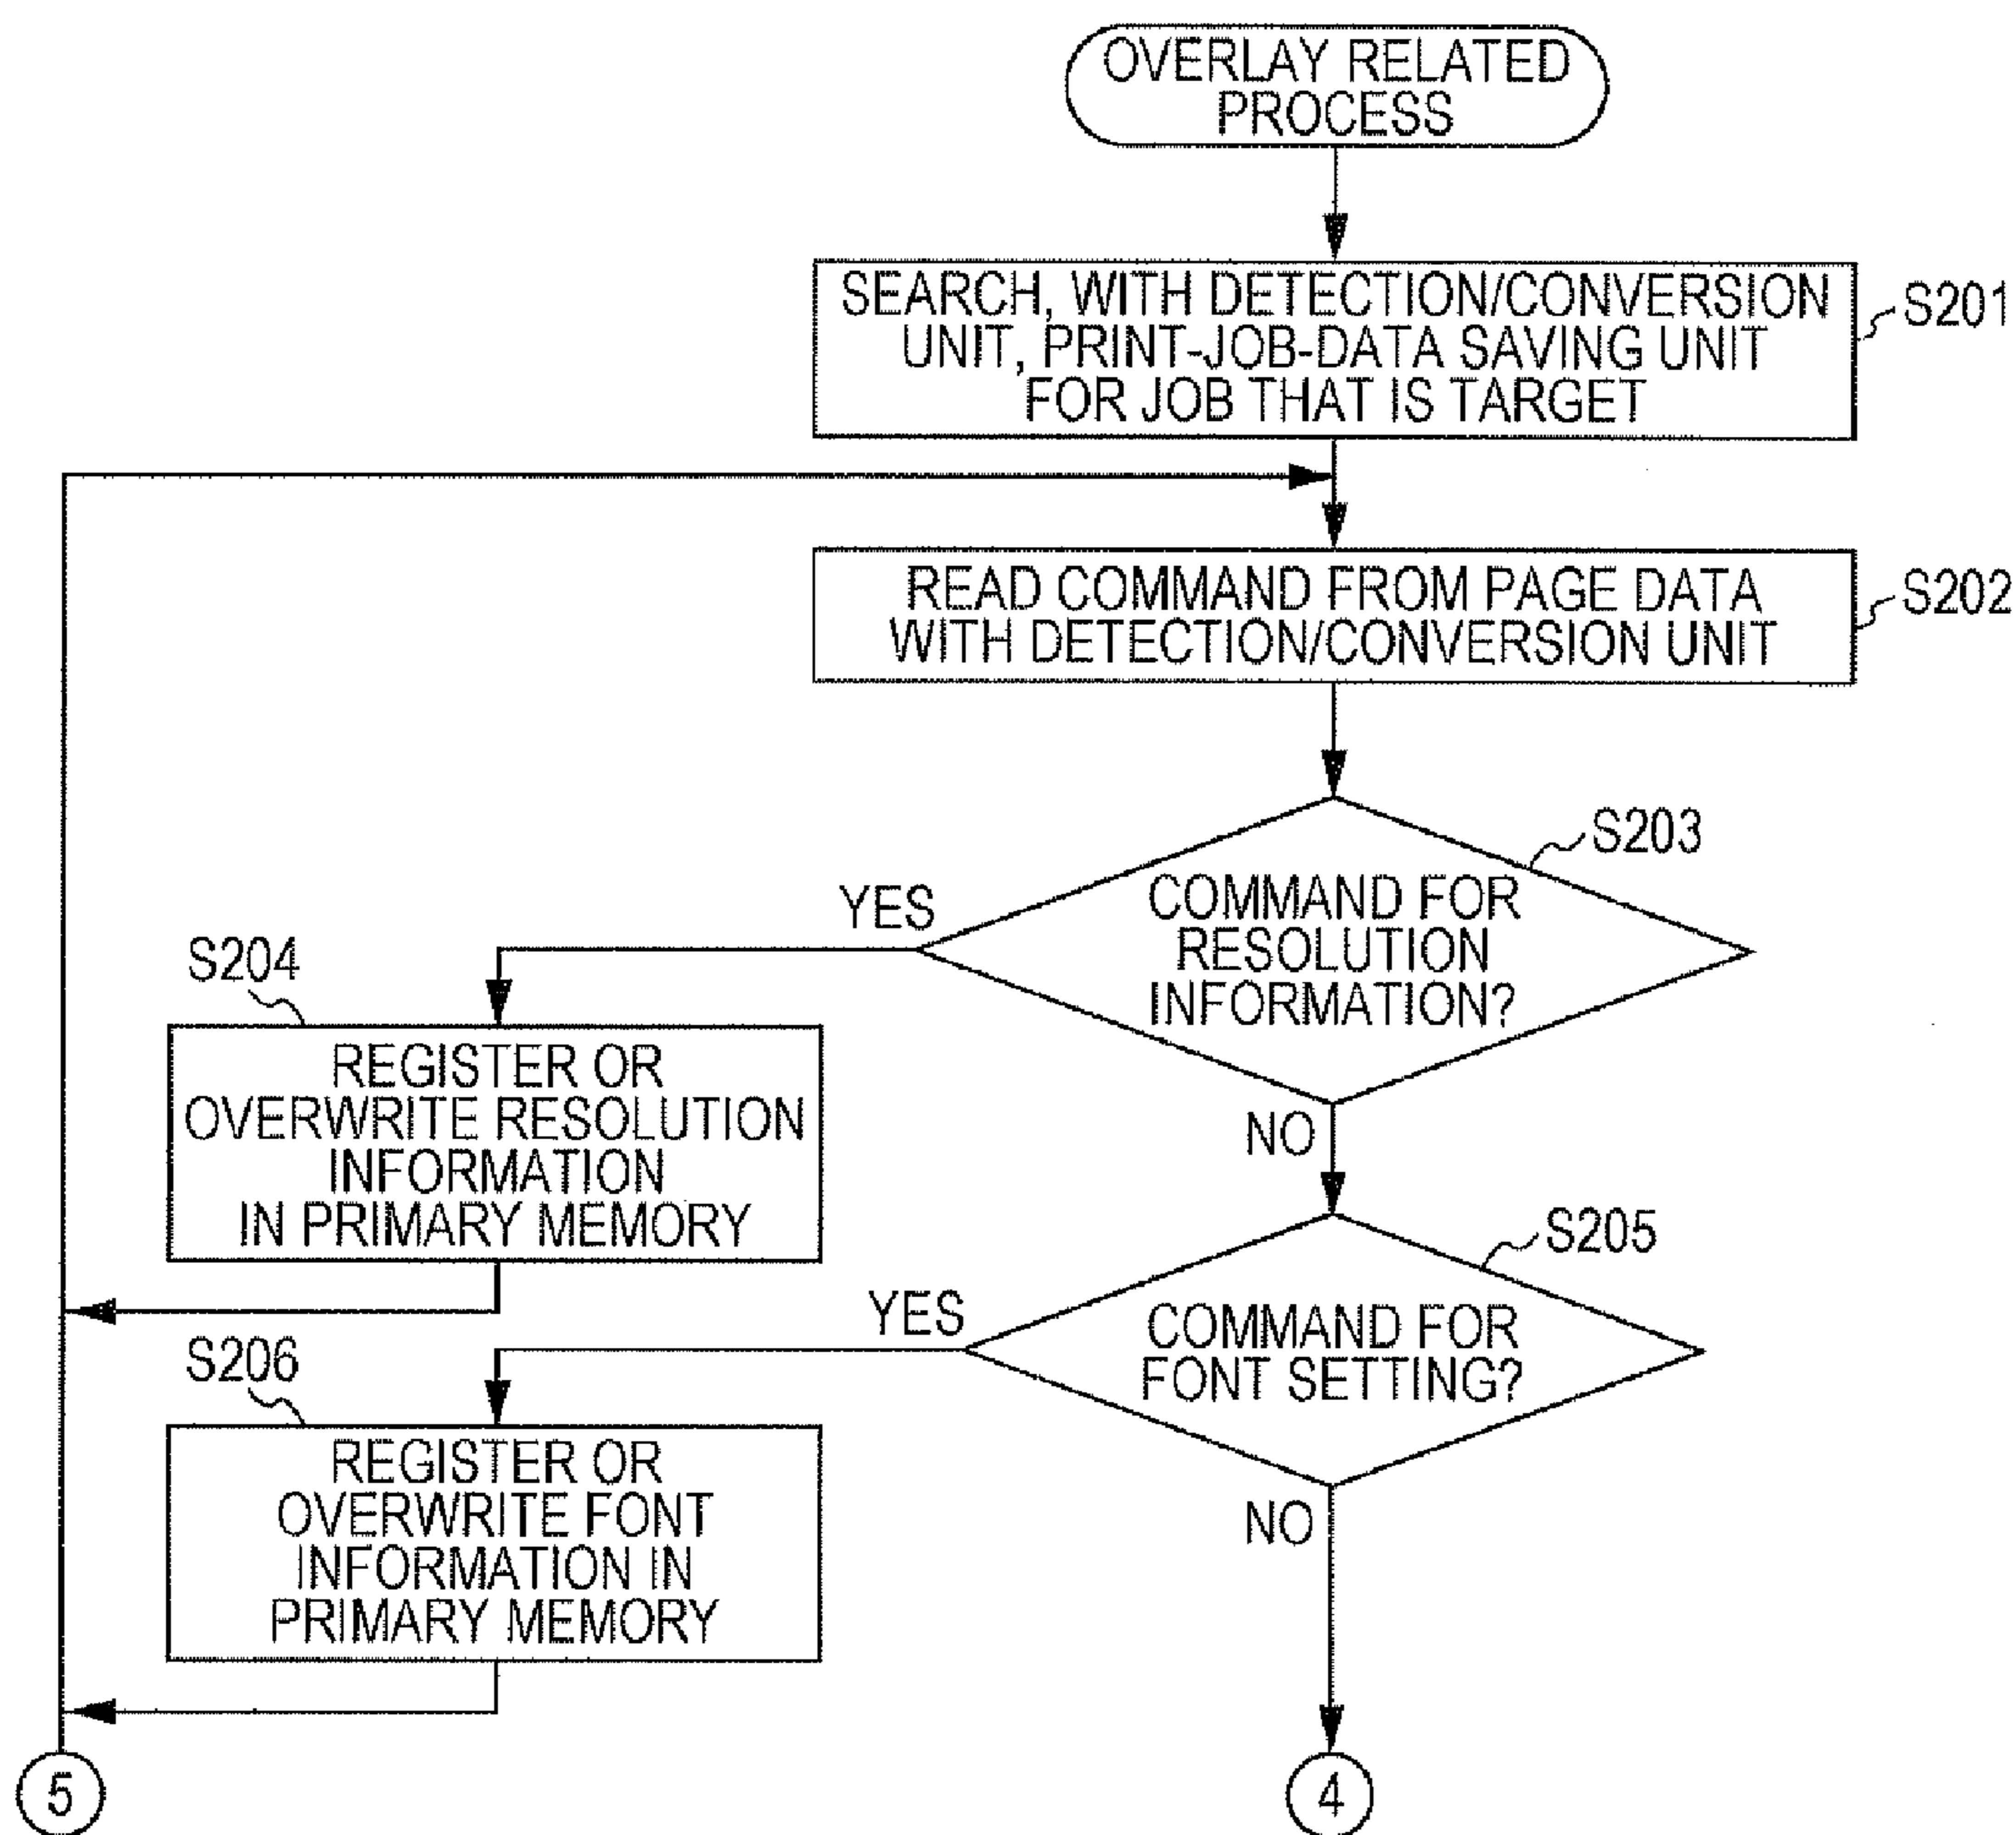 OVERLAY RELATED
PROCESS
SEARCH, WITH DETECTION/CONVERSION
UNIT, PRINT-JOB-DATA SAVING UNIT
FOR JOB THAT IS TARGET
S201
READ COMMAND FROM PAGE DATA
WITH DETECTION/CONVERSION UNIT
S202
S203
COMMAND FOR
RESOLUTION
INFORMATION?
YES
NO
S204
REGISTER OR
OVERWRITE RESOLUTION
INFORMATION
IN PRIMARY MEMORY
S205
COMMAND FOR
FONT SETTING?
YES
NO
S206
REGISTER OR
OVERWRITE FONT
INFORMATION IN
PRIMARY MEMORY
5
4